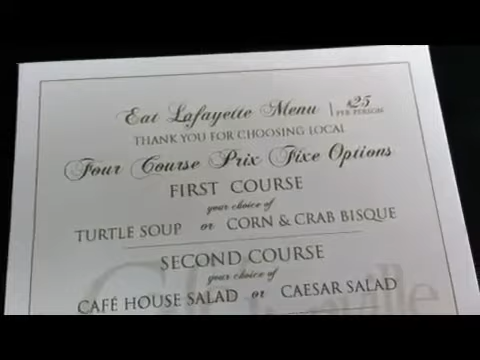 Eat Lafayette Menu | $25 PER PERSON
THANK YOU FOR CHOOSING LOCAL
Four Course Prix Fixe Options
FIRST COURSE
your choice of
TURTLE SOUP or CORN & CRAB BISQUE
SECOND COURSE
your choice of
CAFÉ HOUSE SALAD or CAESAR SALAD